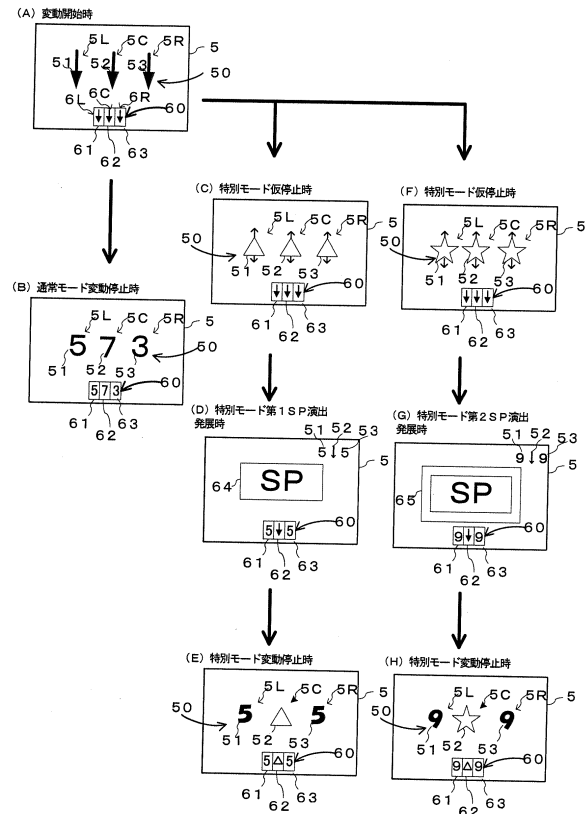 (A) 変動開始時
5L 5C 5R 5
51 52 53 50
6L 6C 6R 60
61 62 63
(B) 通常モード変動停止時
5L 5C 5R 5
5 7 3 50
51 52 53
5 7 3 60
61 62 63
(C) 特別モード仮停止時
5L 5C 5R 5
50
51 52 53
60
61 62 63
(D) 特別モード第1SP演出
発展時
51 52 53
5 5 5
64 SP
5 5 60
61 62 63
(E) 特別モード変動停止時
5L 5C 5R 5
50 5 5
51 52 53
5 5 60
61 62 63
(F) 特別モード仮停止時
5L 5C 5R 5
50
51 52 53
60
61 62 63
(G) 特別モード第2SP演出
発展時
51 52 53
9 9 5
65 SP
9 9 60
61 62 63
(H) 特別モード変動停止時
5L 5C 5R 5
50 9 9
51 52 53
9 9 60
61 62 63